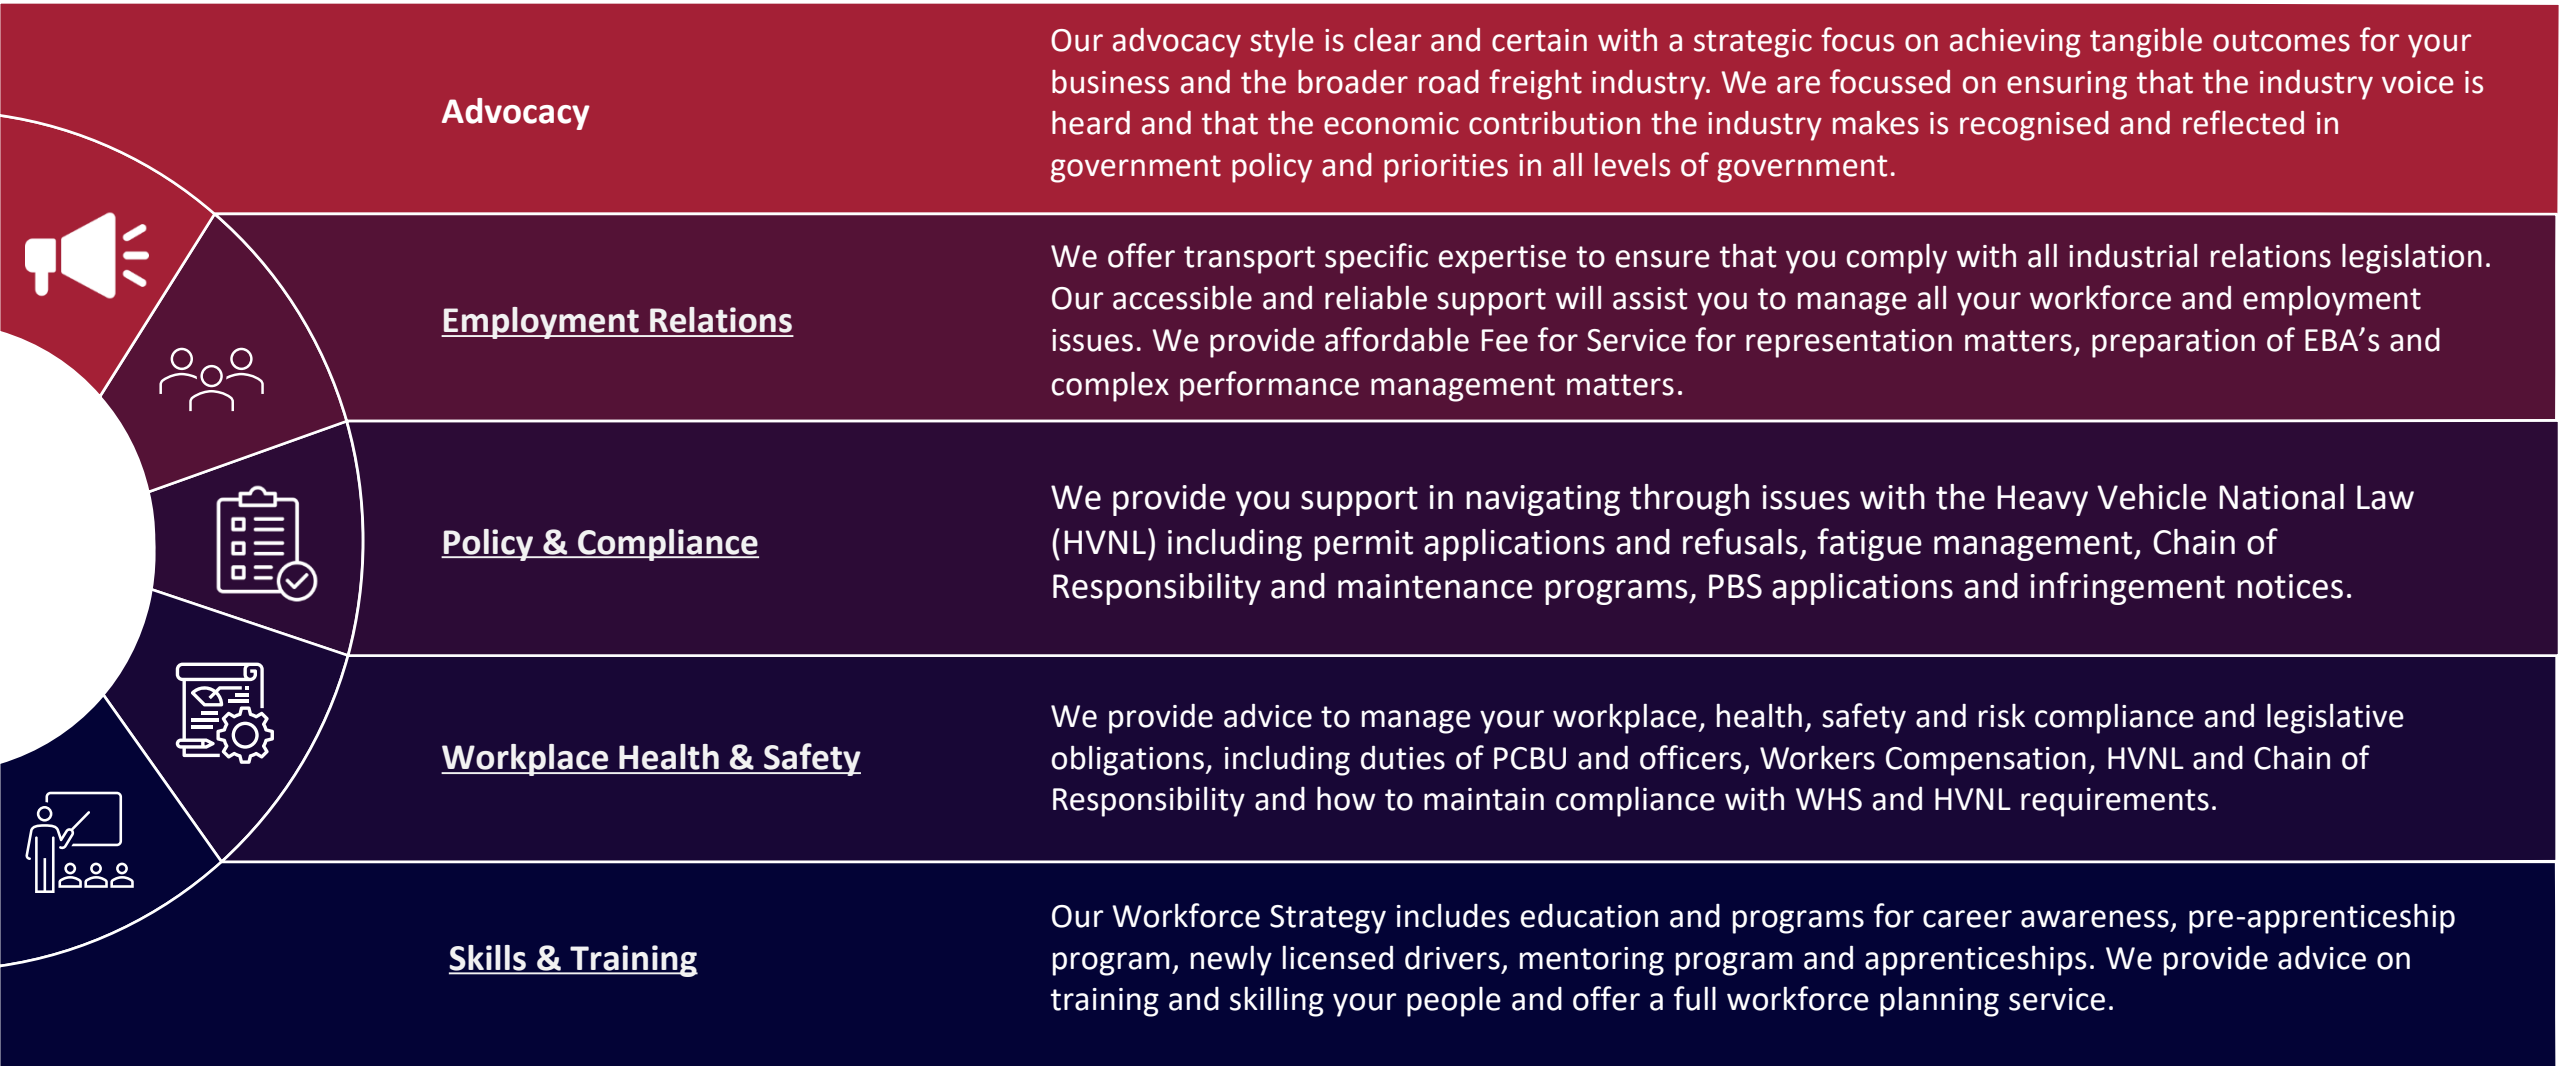 Advocacy
Our advocacy style is clear and certain with a strategic focus on achieving tangible outcomes for your
business and the broader road freight industry. We are focussed on ensuring that the industry voice is
heard and that the economic contribution the industry makes is recognised and reflected in
government policy and priorities in all levels of government.
Employment Relations
We offer transport specific expertise to ensure that you comply with all industrial relations legislation.
Our accessible and reliable support will assist you to manage all your workforce and employment
issues. We provide affordable Fee for Service for representation matters, preparation of EBA’s and
complex performance management matters.
Policy & Compliance
We provide you support in navigating through issues with the Heavy Vehicle National Law
(HVNL) including permit applications and refusals, fatigue management, Chain of
Responsibility and maintenance programs, PBS applications and infringement notices.
Workplace Health & Safety
We provide advice to manage your workplace, health, safety and risk compliance and legislative
obligations, including duties of PCBU and officers, Workers Compensation, HVNL and Chain of
Responsibility and how to maintain compliance with WHS and HVNL requirements.
Skills & Training
Our Workforce Strategy includes education and programs for career awareness, pre-apprenticeship
program, newly licensed drivers, mentoring program and apprenticeships. We provide advice on
training and skilling your people and offer a full workforce planning service.